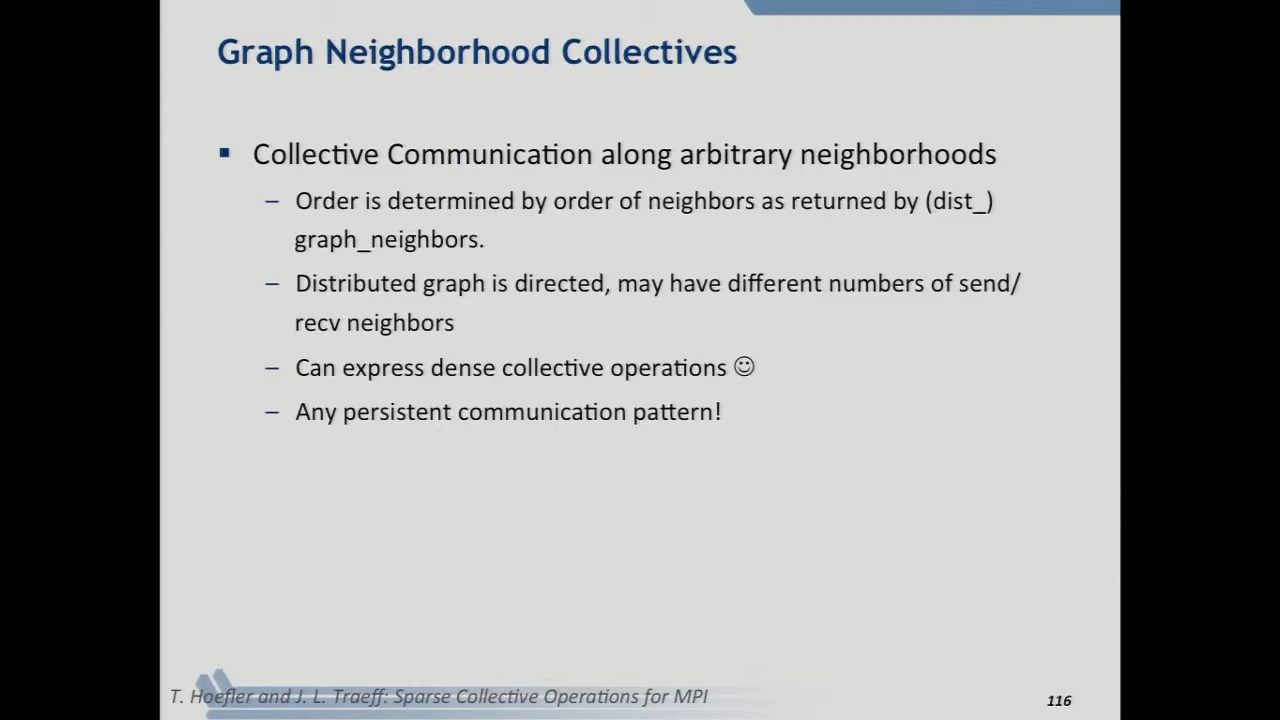 Graph Neighborhood Collectives
▪ Collective Communication along arbitrary neighborhoods
– Order is determined by order of neighbors as returned by (dist_)
graph_neighbors.
– Distributed graph is directed, may have different numbers of send/
recv neighbors
– Can express dense collective operations ☺
– Any persistent communication pattern!
T. Hoefler and J. L. Traeff: Sparse Collective Operations for MPI
116